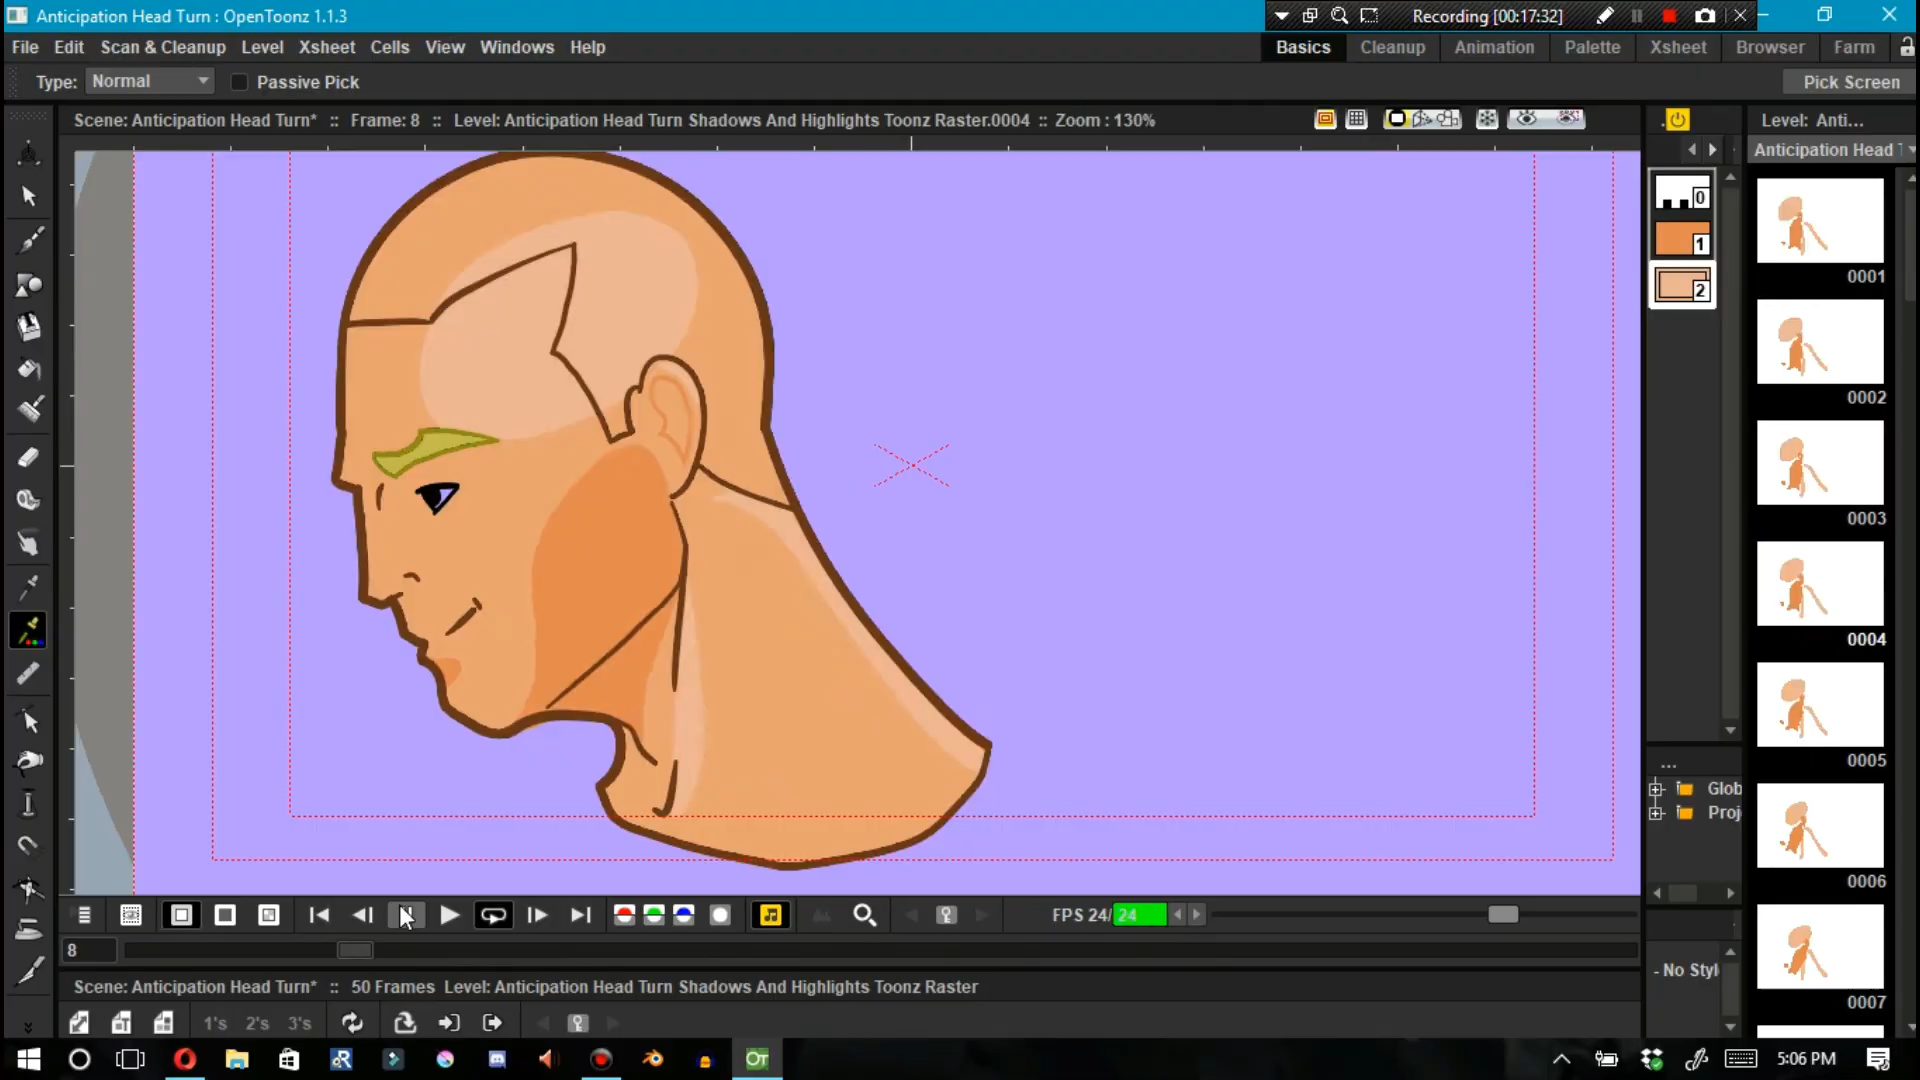 Anticipation Head Turn : OpenToonz 1.1.3
Recording [00:17:32]
File Edit Scan & Cleanup Level Xsheet Cells View Windows Help
Basics Cleanup Animation Palette Xsheet Browser Farm
Type: Normal Passive Pick
Pick Screen
Scene: Anticipation Head Turn* :: Frame: 8 :: Level: Anticipation Head Turn Shadows And Highlights Toonz Raster.0004 :: Zoom : 130%
Level: Anti...
Anticipation Head T
0
1
2
0001
0002
0003
0004
0005
0006
0007
...
Glob
Proj
- No Styl
FPS 24/ 24
8
Scene: Anticipation Head Turn* :: 50 Frames Level: Anticipation Head Turn Shadows And Highlights Toonz Raster
1's 2's 3's
OT
5:06 PM